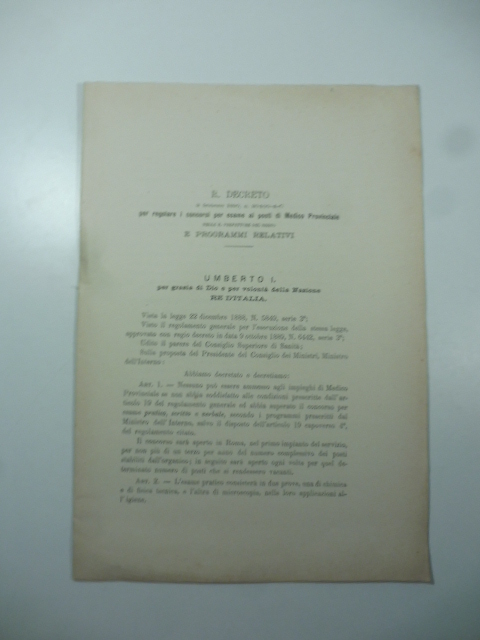 R. DECRETO
per regolare i concorsi per esame ai posti di Medico Provinciale
E PROGRAMMI RELATIVI
UMBERTO I.
per grazia di Dio e per volontà della Nazione
RE D'ITALIA.
Vista la legge 22 dicembre 1888, N. 5849, serie 3ª;
Visto il regolamento generale per l'esecuzione della stessa legge,
approvato con regio decreto in data 9 ottobre 1889, N. 6442, serie 3ª;
Udito il parere del Consiglio Superiore di Sanità;
Sulla proposta del Presidente del Consiglio dei Ministri, Ministro
dell'Interno;
Abbiamo decretato e decretiamo:
Art. 1. — Nessuno può essere ammesso agli impieghi di Medico
Provinciale se non abbia soddisfatto alle condizioni prescritte dall'ar-
ticolo 19 del regolamento generale ed abbia superato il concorso per
esame pratico, scritto e verbale, secondo i programmi prescritti dal
Ministro dell'Interno, salvo il disposto dell'articolo 19 capoverso 4º,
del regolamento stesso.
Il concorso sarà aperto in Roma, nel primo impianto del servizio,
per non più di un terzo per anno del numero complessivo dei posti
stabiliti dall'organico; in seguito sarà aperto ogni volta per quel de-
terminato numero di posti che si rendessero vacanti.
Art. 2. — L'esame pratico consisterà in due prove, una di chimica
e di fisica tecnica, e l'altra di microscopia, nelle loro applicazioni al-
l'igiene.